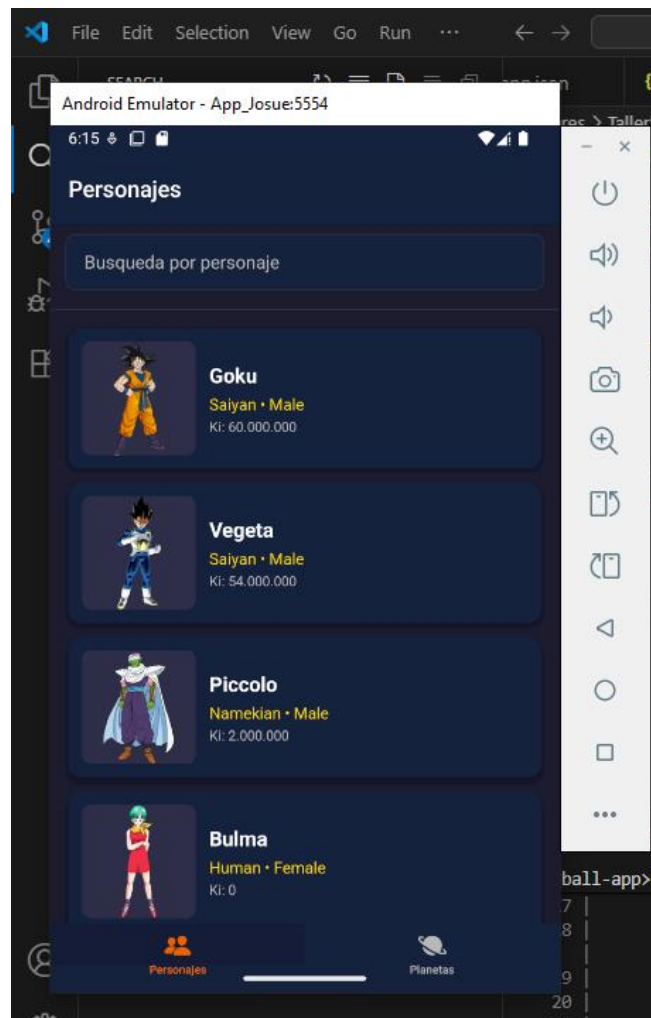 File Edit Selection View Go Run ...
Android Emulator - App_Josue:5554
6:15
Personajes
Busqueda por personaje
Goku
Saiyan • Male
Ki: 60.000.000
Vegeta
Saiyan • Male
Ki: 54.000.000
Piccolo
Namekian • Male
Ki: 2.000.000
Bulma
Human • Female
Ki: 0
Personajes
Planetas
ball-app>
7
8
9
20